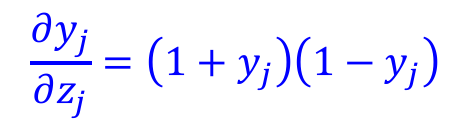 ∂y_j/∂z_j = (1 + y_j)(1 − y_j)